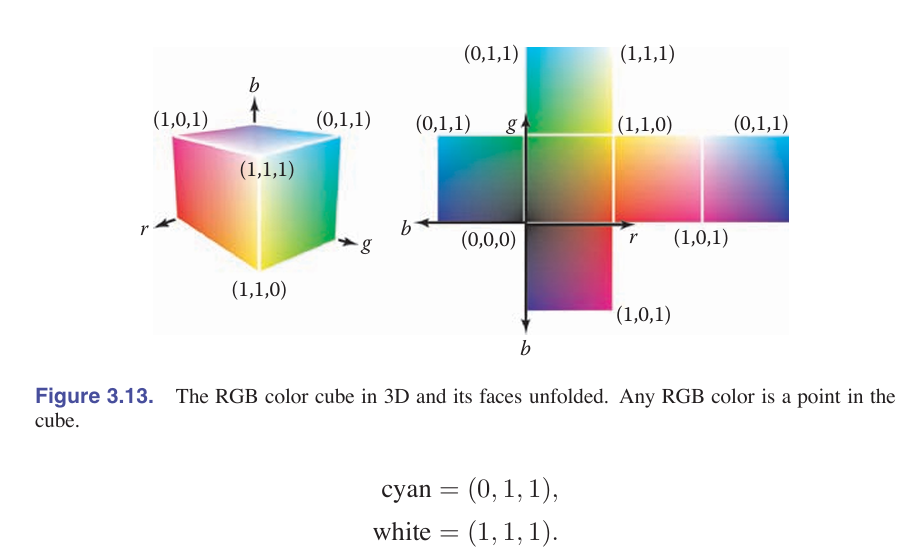 (0,1,1) (1,1,1)
b
(1,0,1) (0,1,1) (0,1,1) g (1,1,0) (0,1,1)
(1,1,1)
r g b (0,0,0) r (1,0,1)
(1,1,0)
(1,0,1)
b
Figure 3.13. The RGB color cube in 3D and its faces unfolded. Any RGB color is a point in the
cube.
cyan = (0, 1, 1),
white = (1, 1, 1).